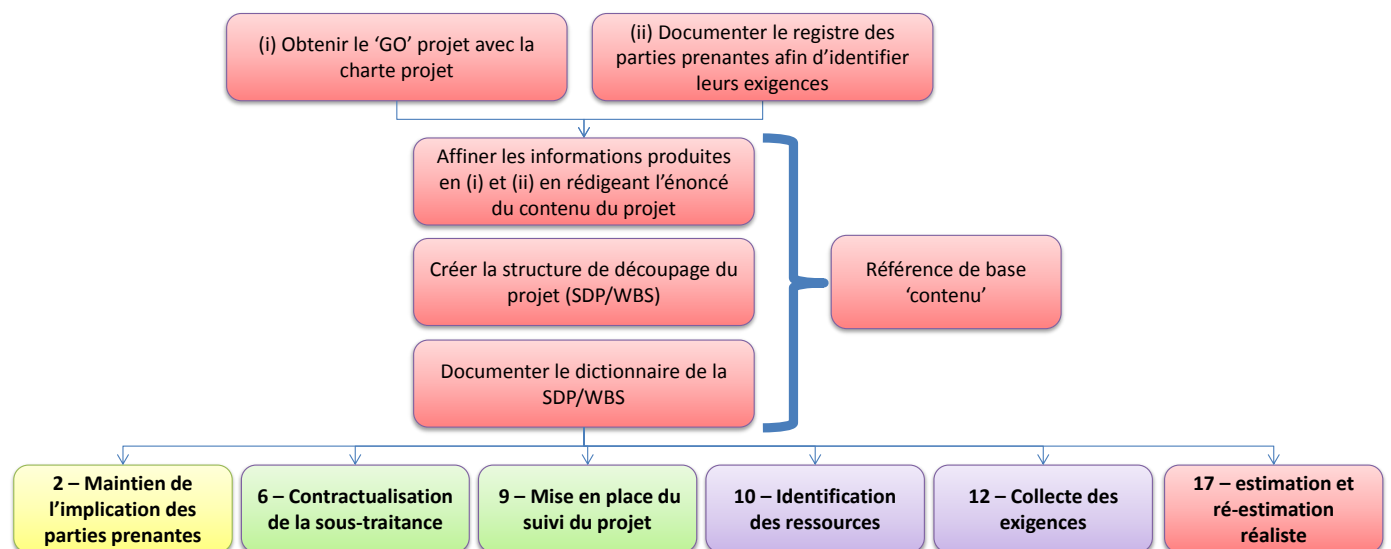 (i) Obtenir le ‘GO’ projet avec la
charte projet
(ii) Documenter le registre des
parties prenantes afin d’identifier
leurs exigences
Affiner les informations produites
en (i) et (ii) en rédigeant l’énoncé
du contenu du projet
Créer la structure de découpage du
projet (SDP/WBS)
Référence de base
‘contenu’
Documenter le dictionnaire de la
SDP/WBS
2 – Maintien de
l’implication des
parties prenantes
6 – Contractualisation
de la sous-traitance
9 – Mise en place du
suivi du projet
10 – Identification
des ressources
12 – Collecte des
exigences
17 – estimation et
ré-estimation
réaliste